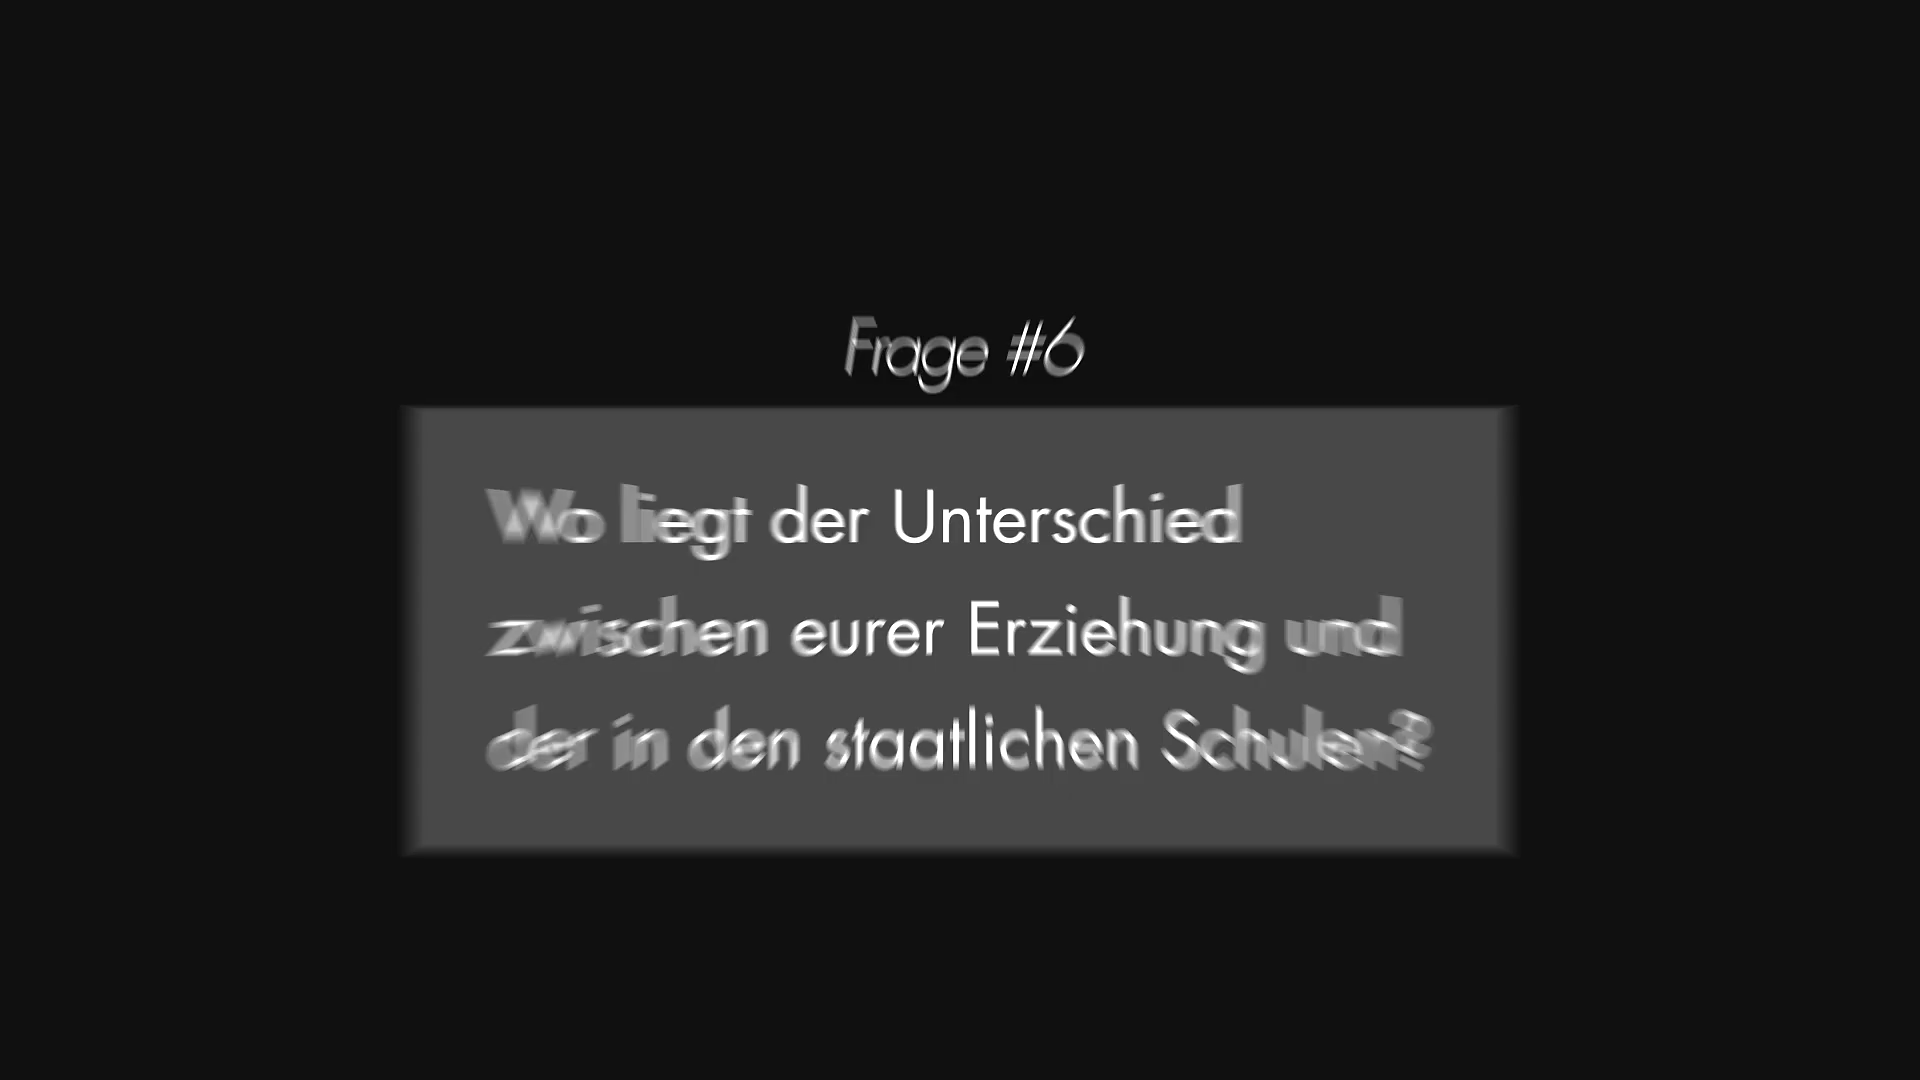 Frage #6
Wo liegt der Unterschied
zwischen eurer Erziehung und
der in den staatlichen Schulen?